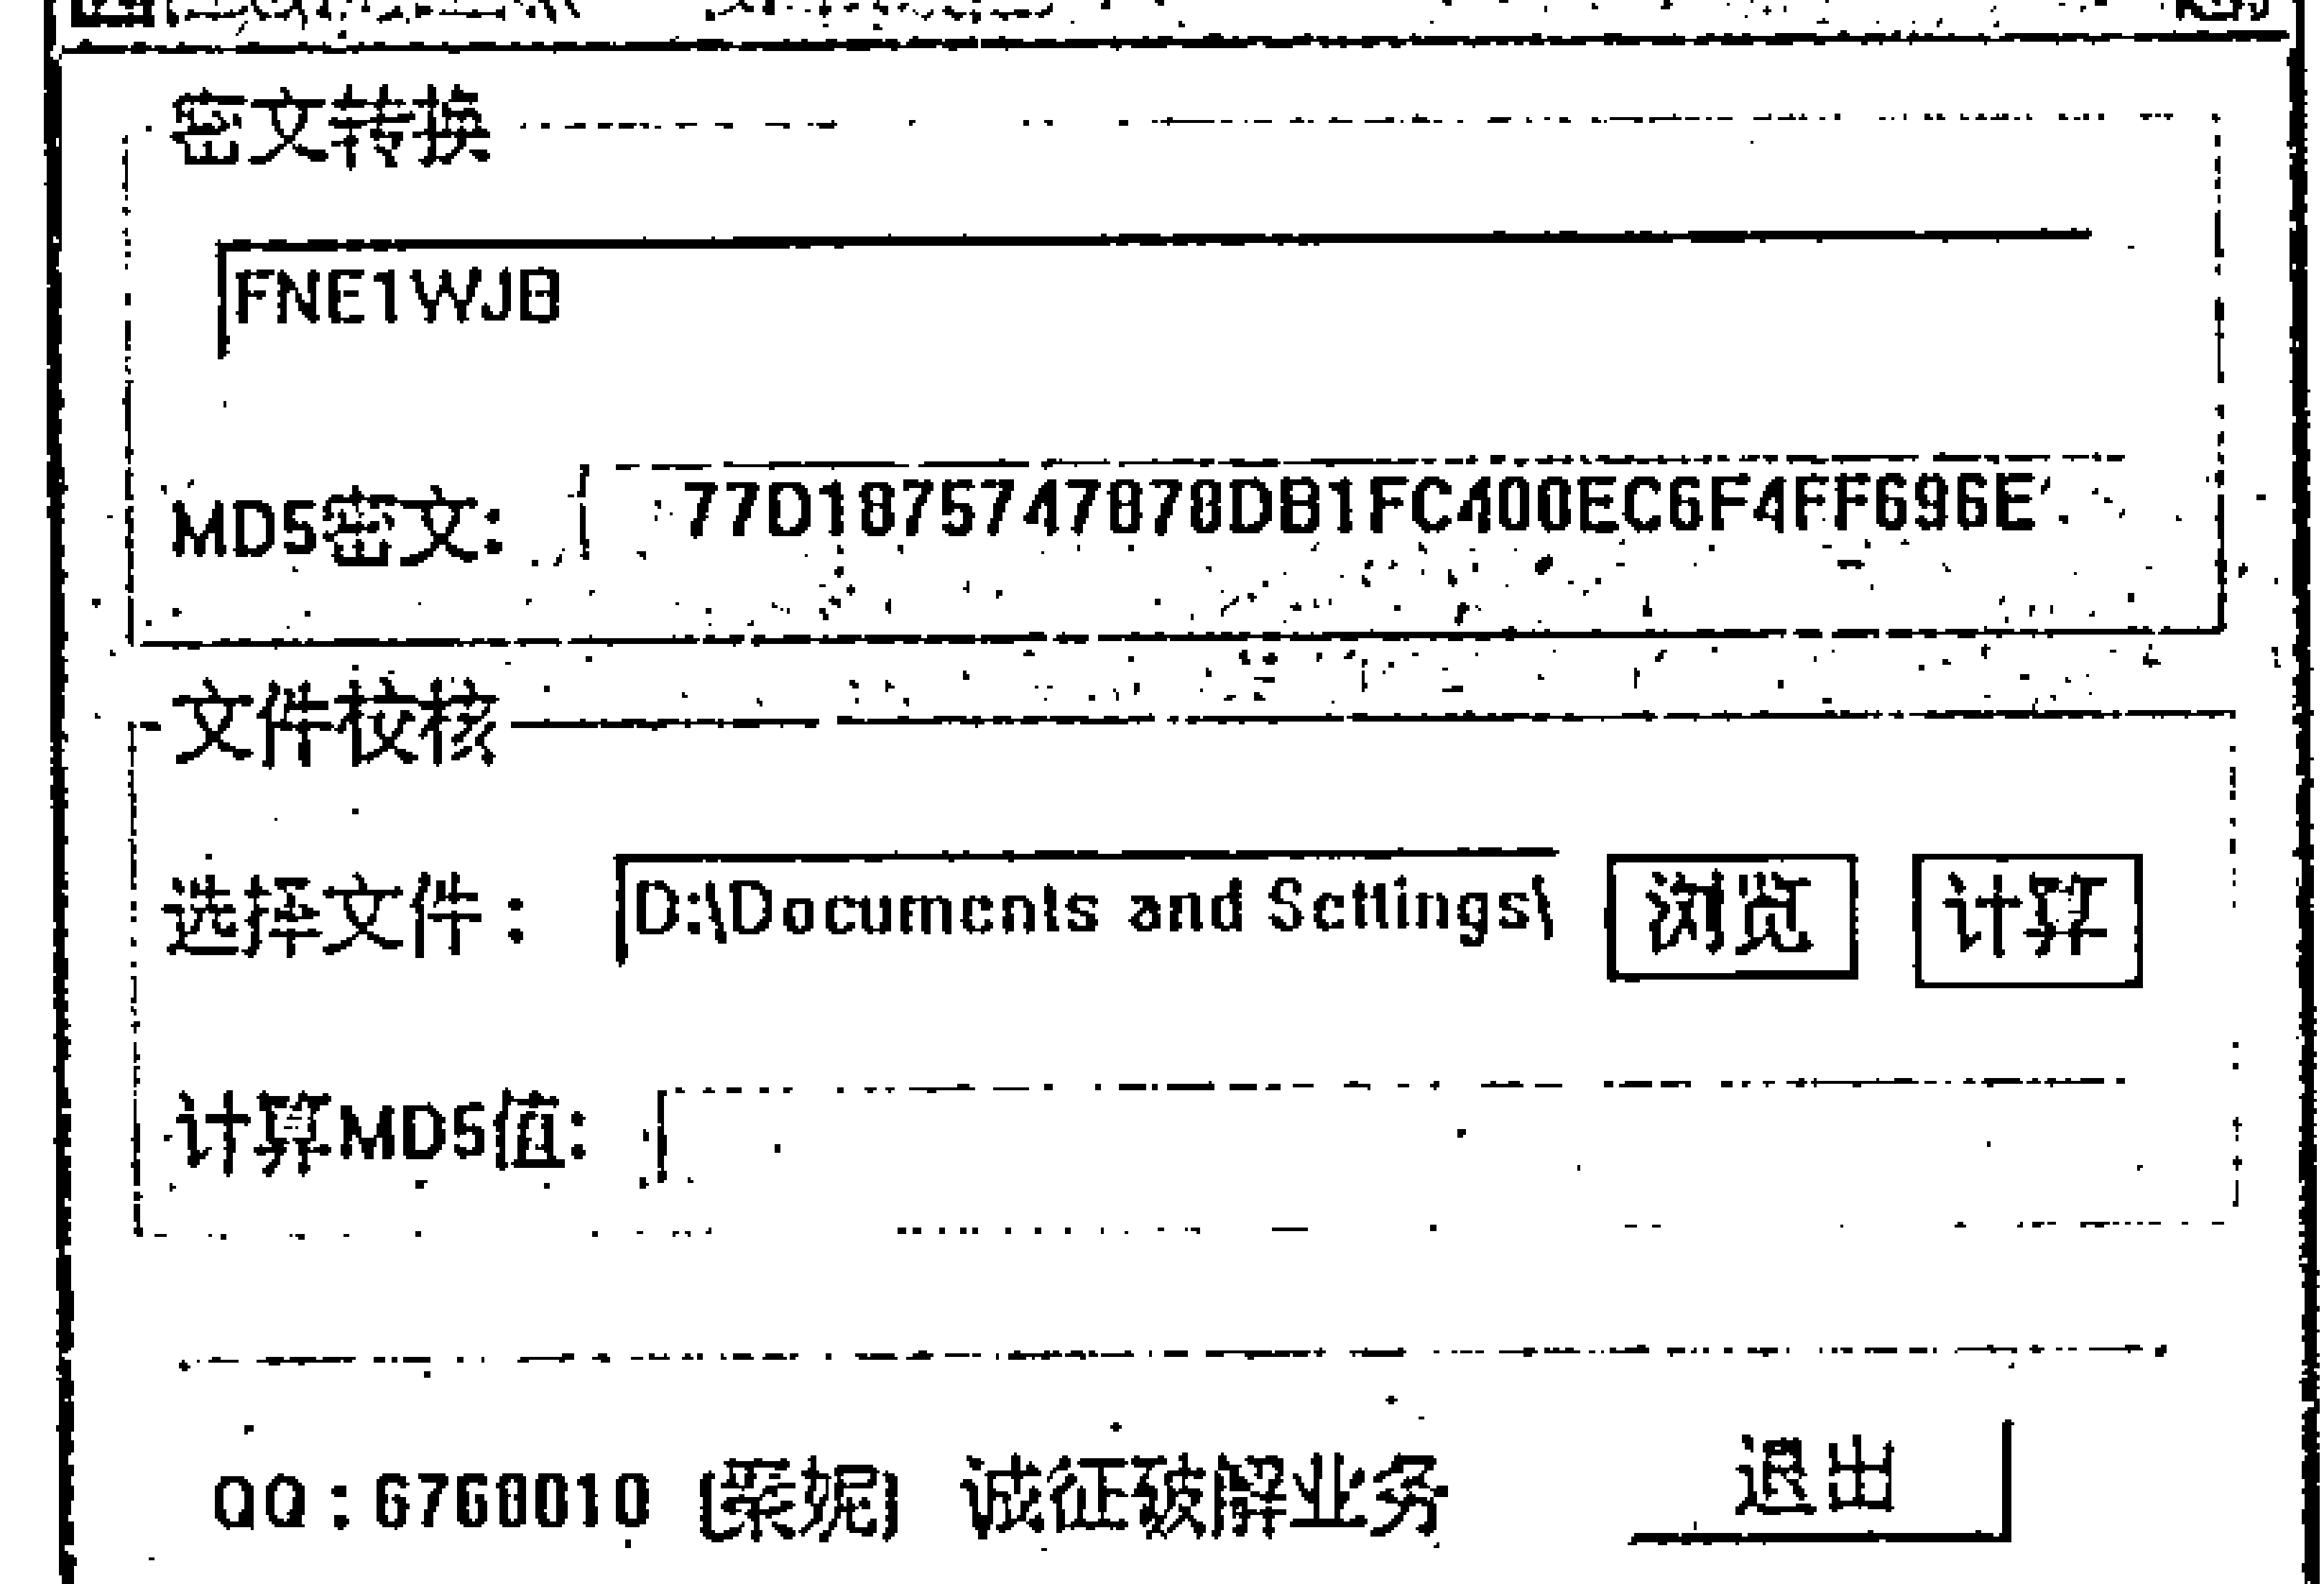 密文转换
FNE1WJB
MD5密文: 77D1875747878DB1FC400EC6F4FF696E
文件校核
选择文件: D:\Documents and Settings\ 浏览 计算
计算MD5值:
QQ:6760010 (栗妮) 诚征破解业务 退出